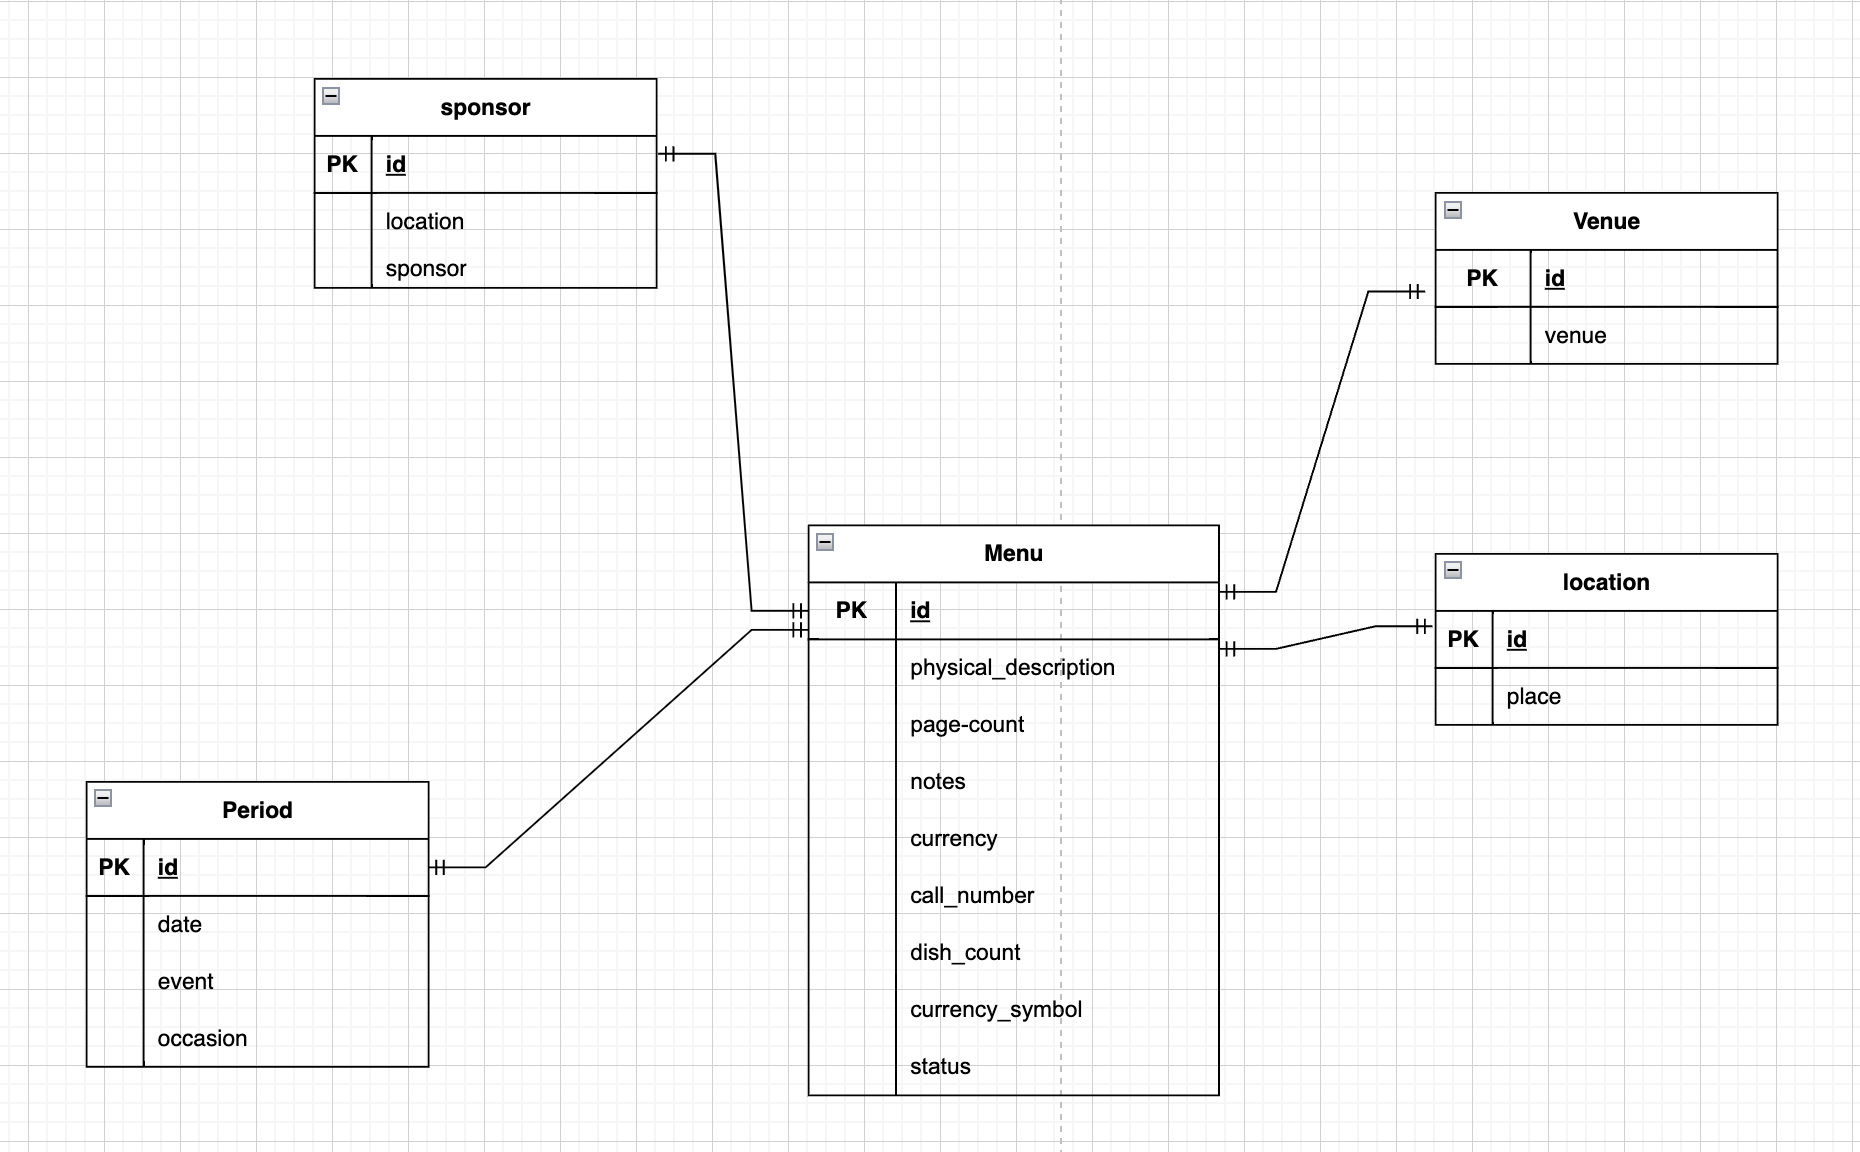 sponsor
PK id
location
sponsor
Venue
PK id
venue
Menu
PK id
physical_description
page-count
notes
currency
call_number
dish_count
currency_symbol
status
location
PK id
place
Period
PK id
date
event
occasion